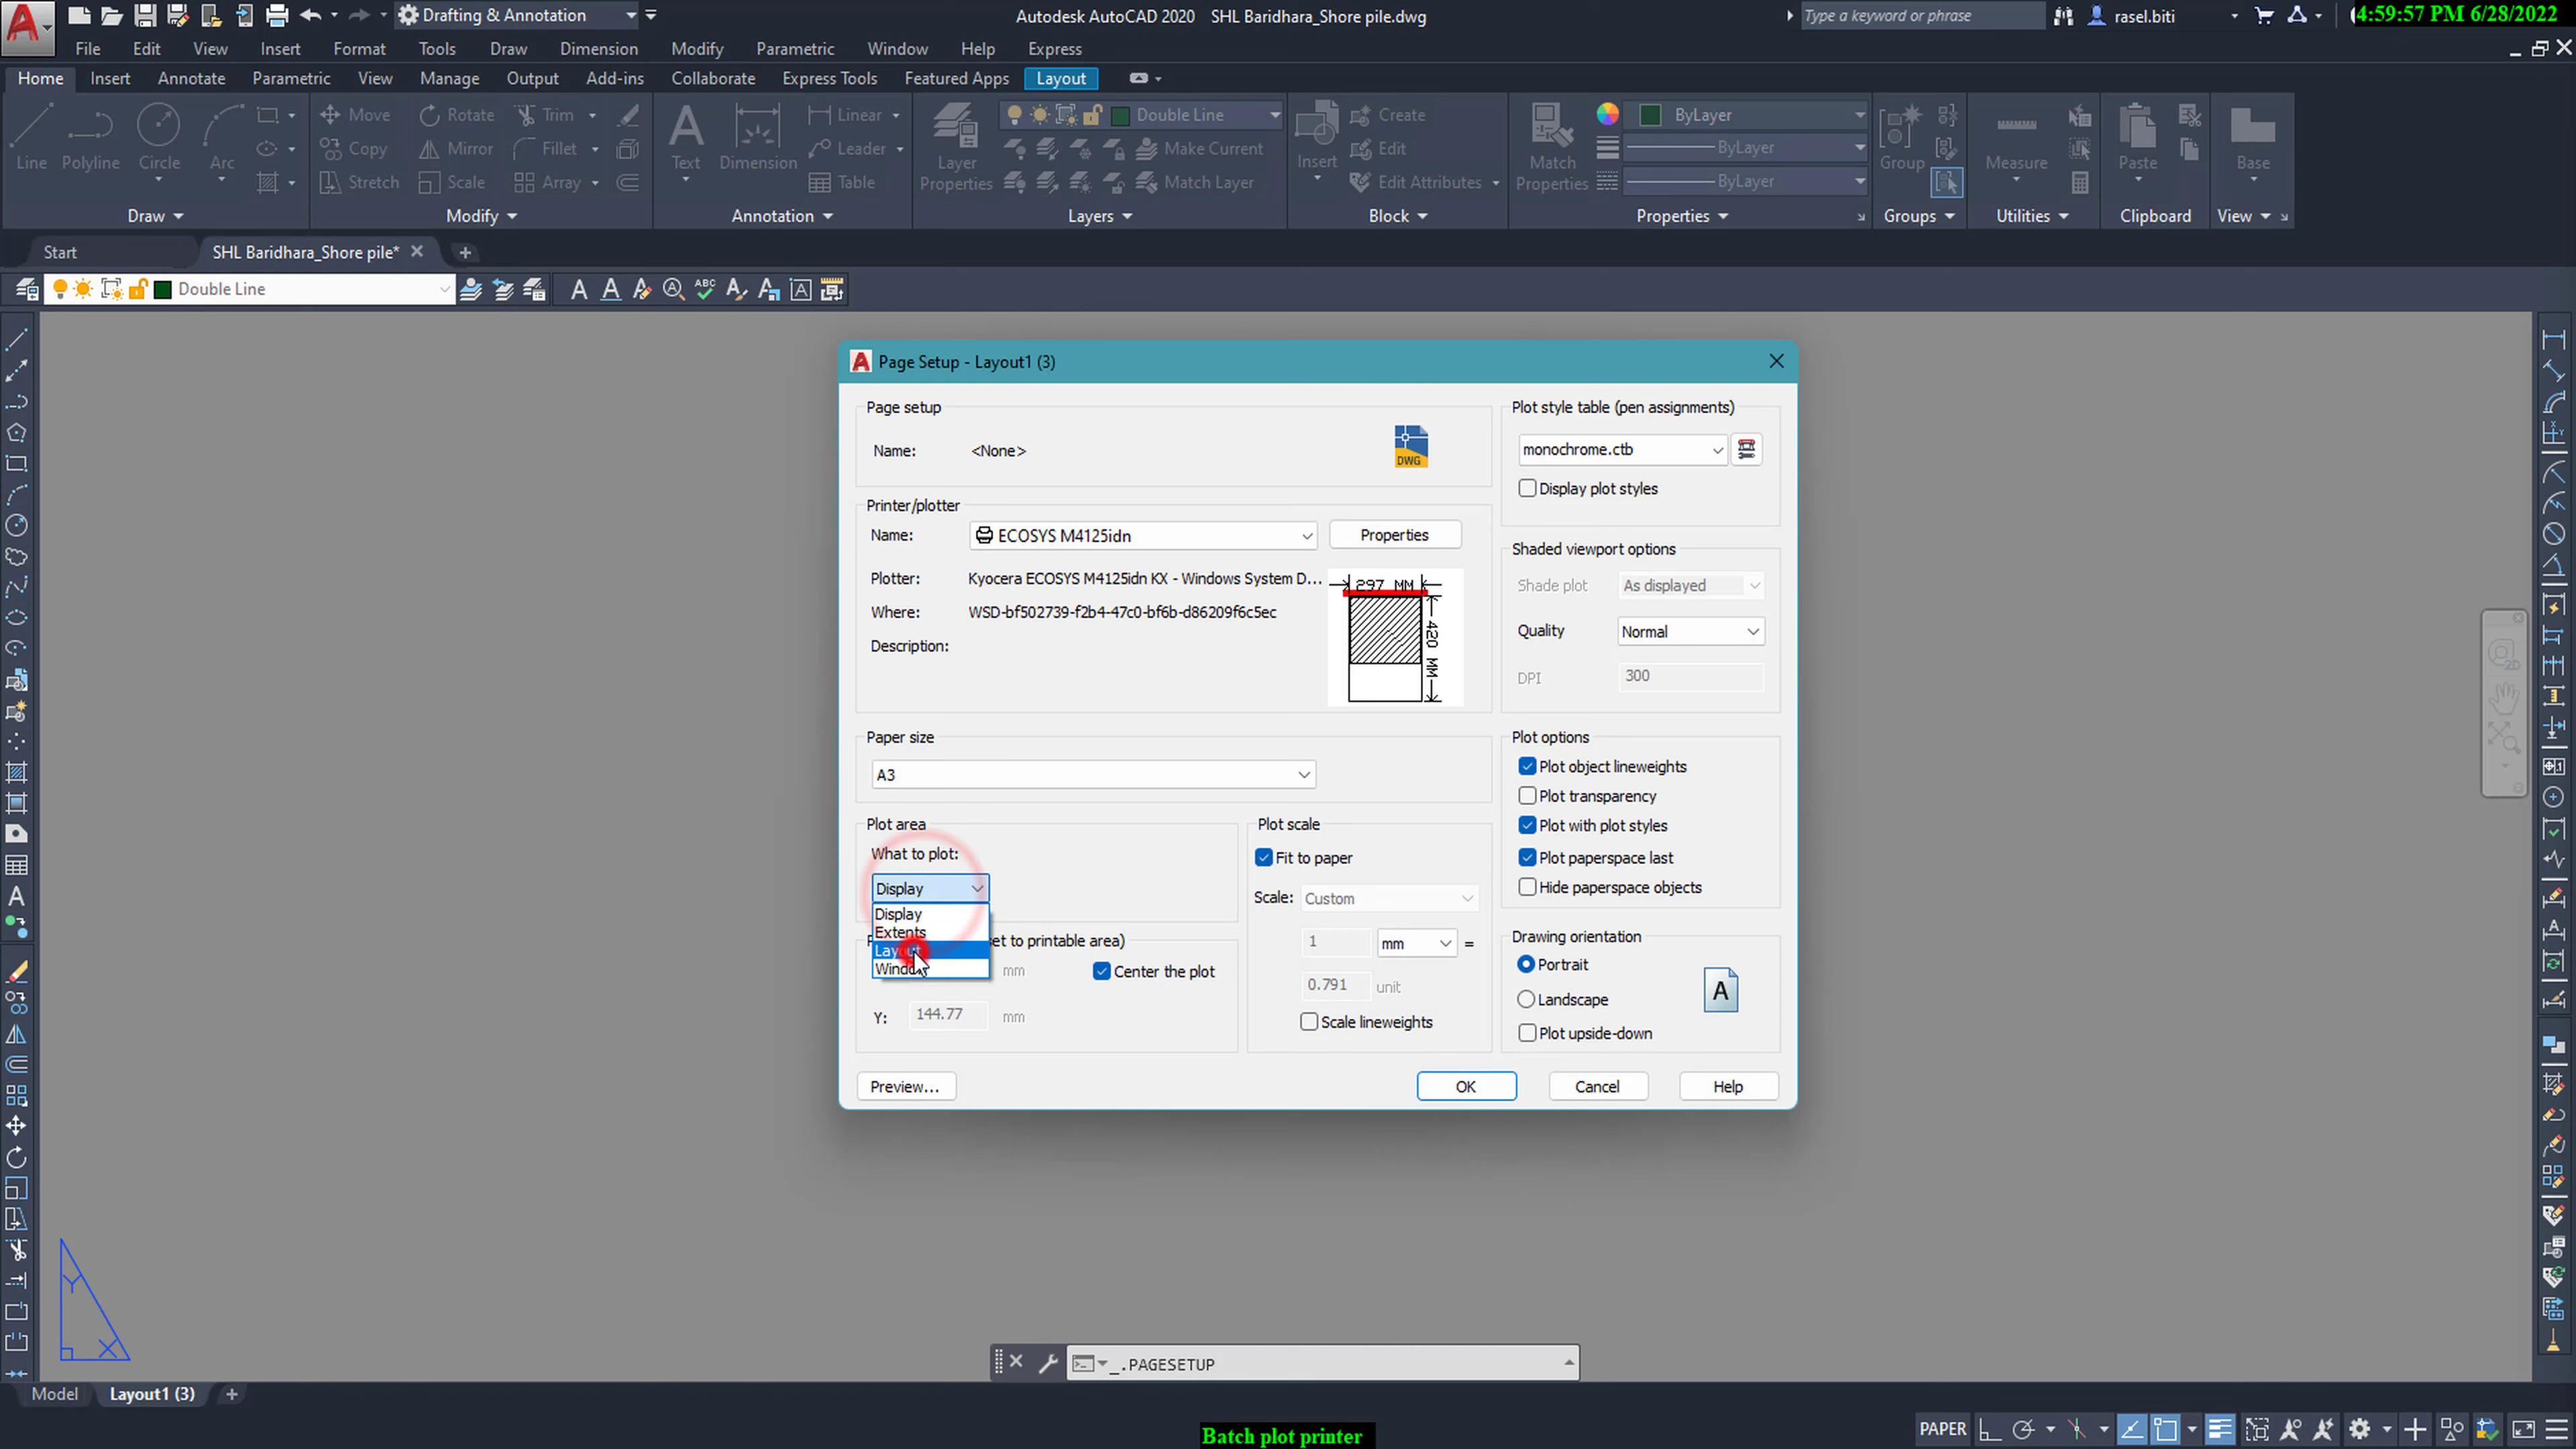 Drafting & Annotation
Autodesk AutoCAD 2020 SHL Baridhara_Shore pile.dwg
Type a keyword or phrase
rasel.biti
4:59:57 PM 6/28/2022
File Edit View Insert Format Tools Draw Dimension Modify Parametric Window Help Express
Home Insert Annotate Parametric View Manage Output Add-ins Collaborate Express Tools Featured Apps Layout
Line Polyline Circle Arc
Move Rotate Trim
Copy Mirror Fillet
Stretch Scale Array
Text Dimension
Linear
Leader
Table
Layer Properties
Double Line
Make Current
Match Layer
Insert
Create
Edit
Edit Attributes
Match Properties
ByLayer
ByLayer
ByLayer
Group Measure Paste Base
Draw Modify Annotation Layers Block Properties Groups Utilities Clipboard View
Start SHL Baridhara_Shore pile*
Double Line
Page Setup - Layout1 (3)
Page setup
Name: <None>
DWG
Printer/plotter
Name: ECOSYS M4125idn Properties
Plotter: Kyocera ECOSYS M4125idn KX - Windows System D...
Where: WSD-bf502739-f2b4-47c0-bf6b-d86209f6c5ec
Description:
297 MM
420 MM
Paper size
A3
Plot area
What to plot:
Display
Display
Extents
Layout
Window
set to printable area)
mm Center the plot
Y: 144.77 mm
Plot scale
Fit to paper
Scale: Custom
1 mm =
0.791 unit
Scale lineweights
Plot style table (pen assignments)
monochrome.ctb
Display plot styles
Shaded viewport options
Shade plot As displayed
Quality Normal
DPI 300
Plot options
Plot object lineweights
Plot transparency
Plot with plot styles
Plot paperspace last
Hide paperspace objects
Drawing orientation
Portrait
Landscape
Plot upside-down
A
Preview... OK Cancel Help
Y
X
_.PAGESETUP
Model Layout1 (3)
PAPER
Batch plot printer